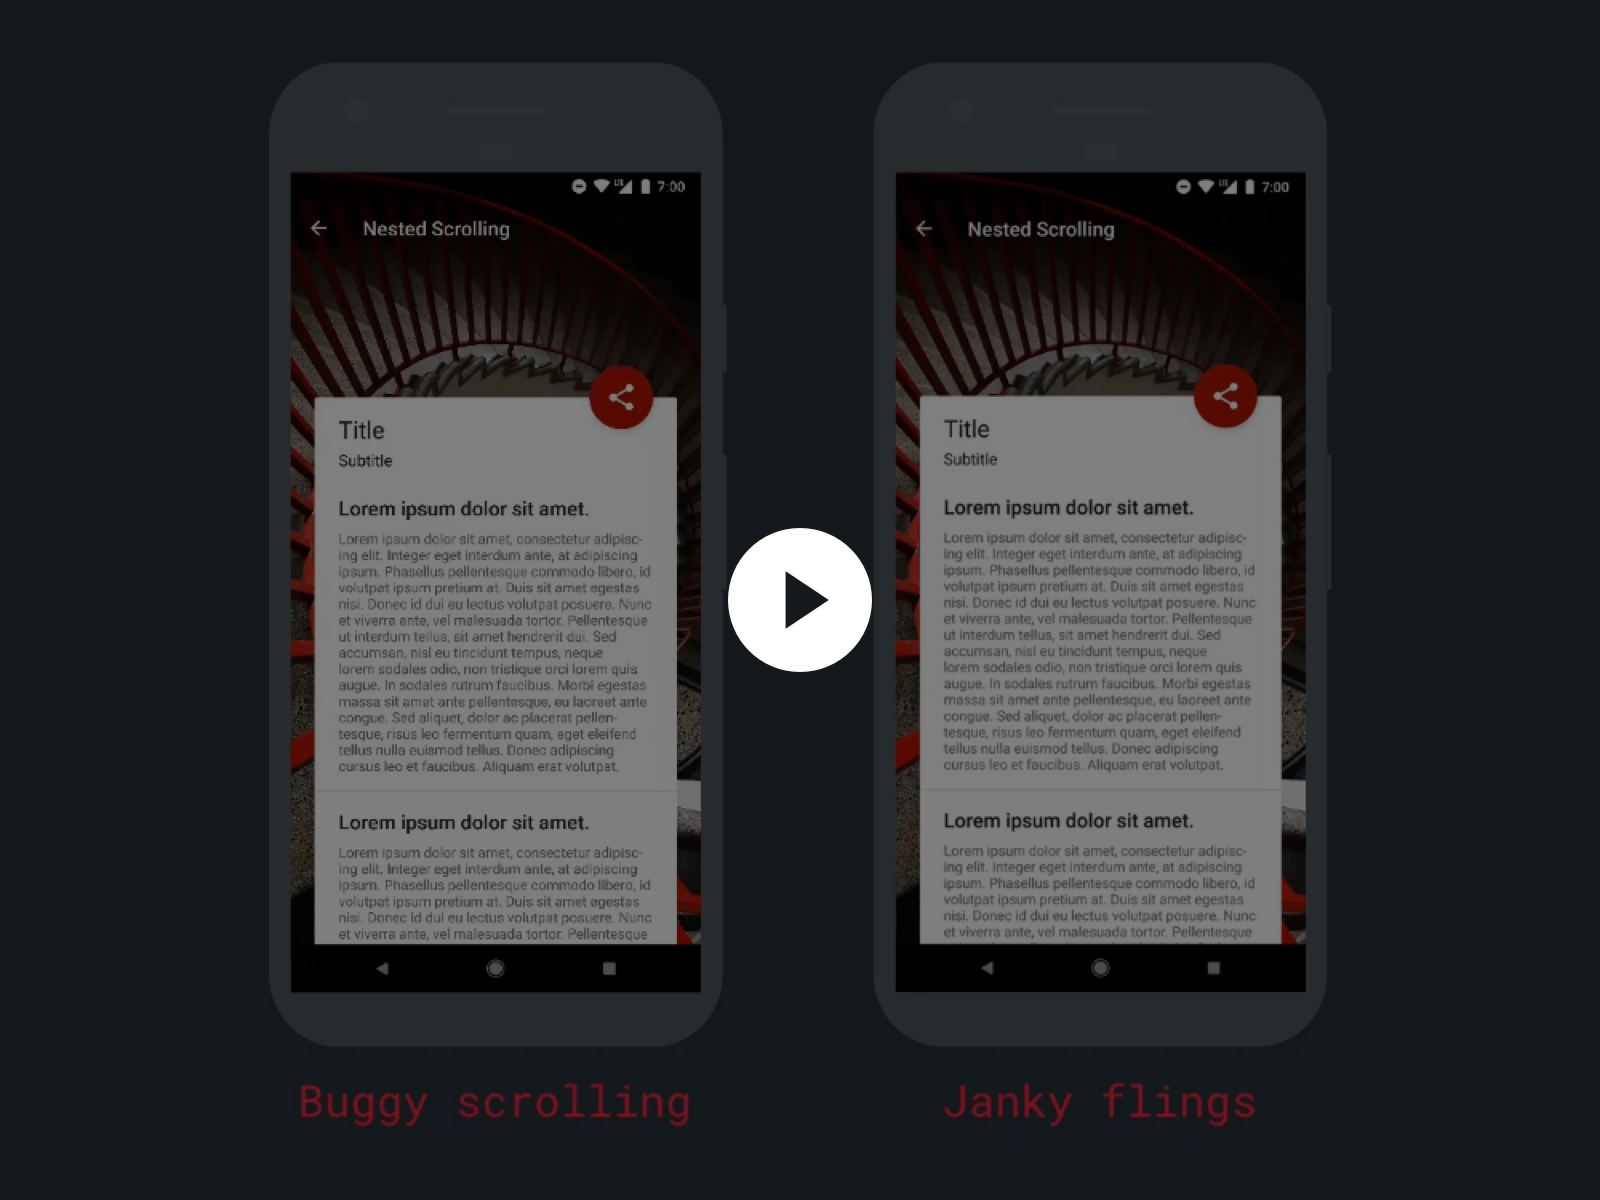 LTE 7:00
Nested Scrolling
Title
Subtitle
Lorem ipsum dolor sit amet.
Lorem ipsum dolor sit amet, consectetur adipisc-
ing elit. Integer eget interdum ante, at adipiscing
ipsum. Phasellus pellentesque commodo libero, id
volutpat ipsum pretium at. Duis sit amet egestas
nisi. Donec id dui eu lectus volutpat posuere. Nunc
et viverra ante, vel malesuada tortor. Pellentesque
ut interdum tellus, sit amet hendrerit dui. Sed
accumsan, nisl eu tincidunt tempus, neque
lorem sodales odio, non tristique orci lorem quis
augue. In sodales rutrum faucibus. Morbi egestas
massa sit amet ante pellentesque, eu laoreet ante
congue. Sed aliquet, dolor ac placerat pellen-
tesque, risus leo fermentum quam, eget eleifend
tellus nulla euismod tellus. Donec adipiscing
cursus leo et faucibus. Aliquam erat volutpat.
Lorem ipsum dolor sit amet.
Lorem ipsum dolor sit amet, consectetur adipisc-
ing elit. Integer eget interdum ante, at adipiscing
ipsum. Phasellus pellentesque commodo libero, id
volutpat ipsum pretium at. Duis sit amet egestas
nisi. Donec id dui eu lectus volutpat posuere. Nunc
et viverra ante, vel malesuada tortor. Pellentesque
Buggy scrolling
LTE 7:00
Nested Scrolling
Title
Subtitle
Lorem ipsum dolor sit amet.
Lorem ipsum dolor sit amet, consectetur adipisc-
ing elit. Integer eget interdum ante, at adipiscing
ipsum. Phasellus pellentesque commodo libero, id
volutpat ipsum pretium at. Duis sit amet egestas
nisi. Donec id dui eu lectus volutpat posuere. Nunc
et viverra ante, vel malesuada tortor. Pellentesque
ut interdum tellus, sit amet hendrerit dui. Sed
accumsan, nisl eu tincidunt tempus, neque
lorem sodales odio, non tristique orci lorem quis
augue. In sodales rutrum faucibus. Morbi egestas
massa sit amet ante pellentesque, eu laoreet ante
congue. Sed aliquet, dolor ac placerat pellen-
tesque, risus leo fermentum quam, eget eleifend
tellus nulla euismod tellus. Donec adipiscing
cursus leo et faucibus. Aliquam erat volutpat.
Lorem ipsum dolor sit amet.
Lorem ipsum dolor sit amet, consectetur adipisc-
ing elit. Integer eget interdum ante, at adipiscing
ipsum. Phasellus pellentesque commodo libero, id
volutpat ipsum pretium at. Duis sit amet egestas
nisi. Donec id dui eu lectus volutpat posuere. Nunc
et viverra ante, vel malesuada tortor. Pellentesque
Janky flings